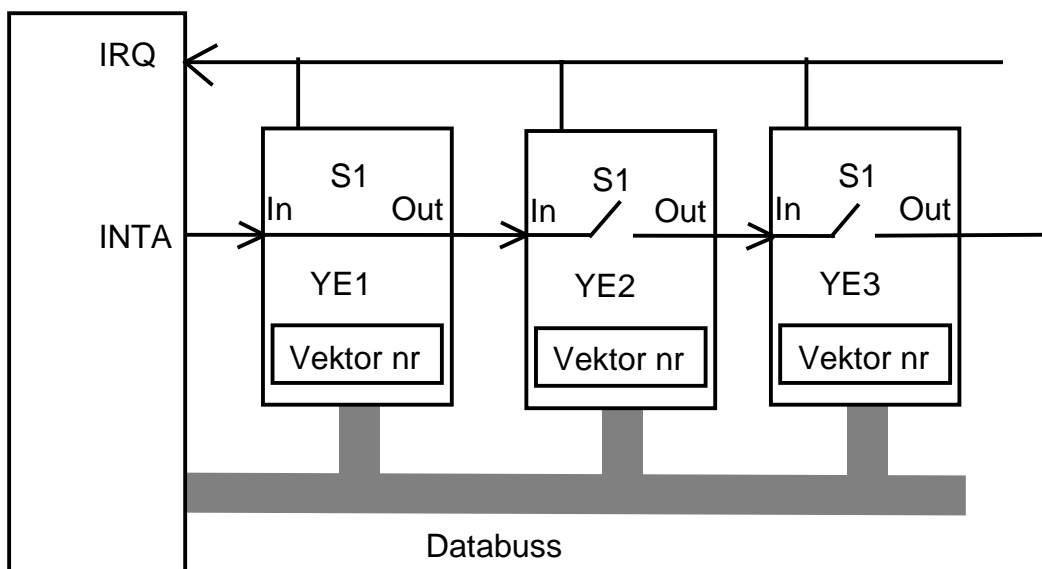 IRQ
S1 S1 S1
In Out In Out In Out
INTA
YE1 YE2 YE3
Vektor nr Vektor nr Vektor nr
Databuss